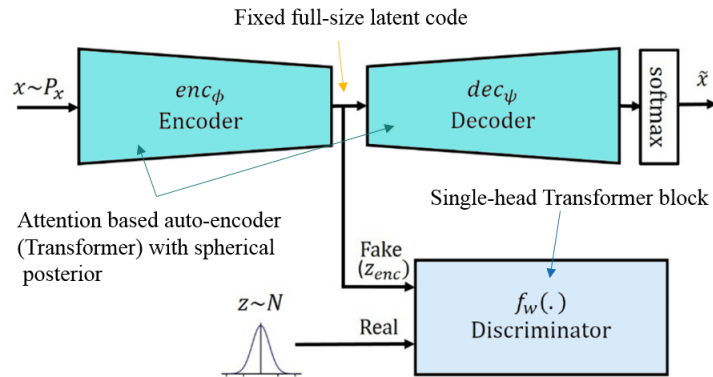 Fixed full-size latent code
x~Pₓ
enc_ϕ
Encoder
dec_ψ
Decoder
softmax
x̃
Attention based auto-encoder
(Transformer) with spherical
posterior
Single-head Transformer block
Fake
(z_enc)
z~N
Real
f_w(.)
Discriminator